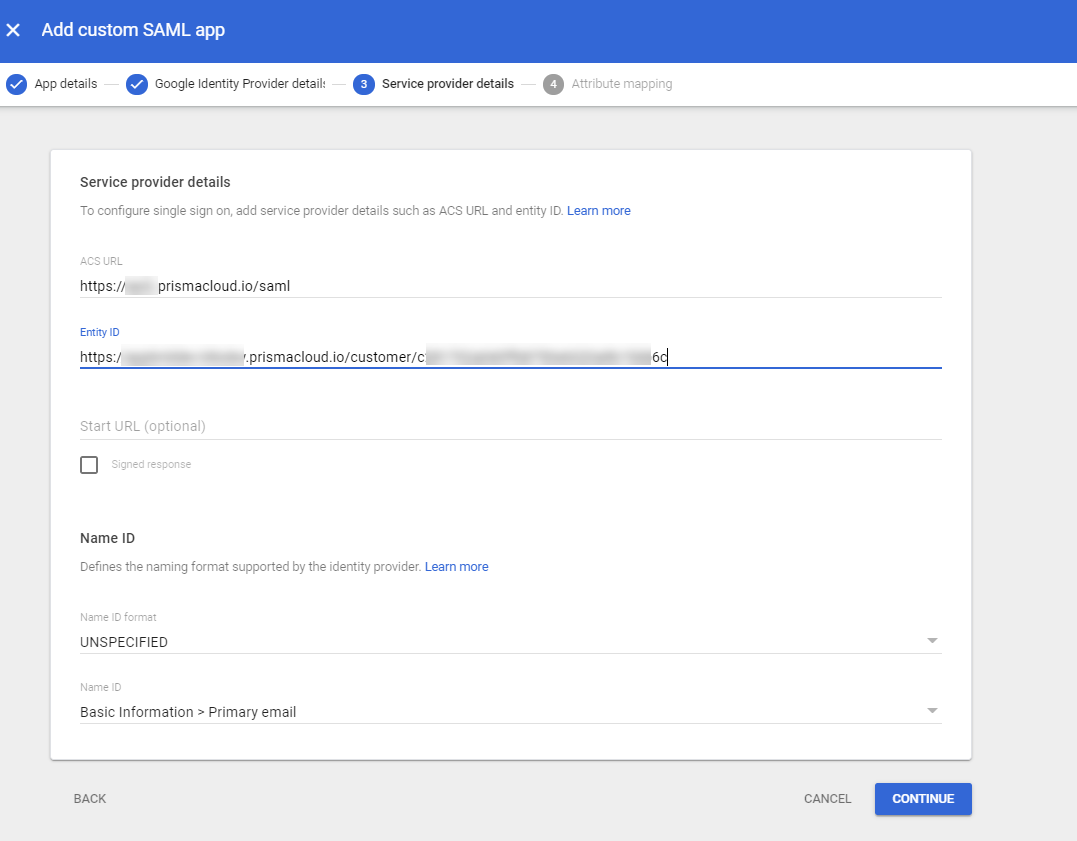 Add custom SAML app
App details
Google Identity Provider details
3 Service provider details
4 Attribute mapping
Service provider details
To configure single sign on, add service provider details such as ACS URL and entity ID. Learn more
ACS URL
https:// prismacloud.io/saml
Entity ID
https:/ .prismacloud.io/customer/c 6c
Start URL (optional)
Signed response
Name ID
Defines the naming format supported by the identity provider. Learn more
Name ID format
UNSPECIFIED
Name ID
Basic Information > Primary email
BACK
CANCEL
CONTINUE